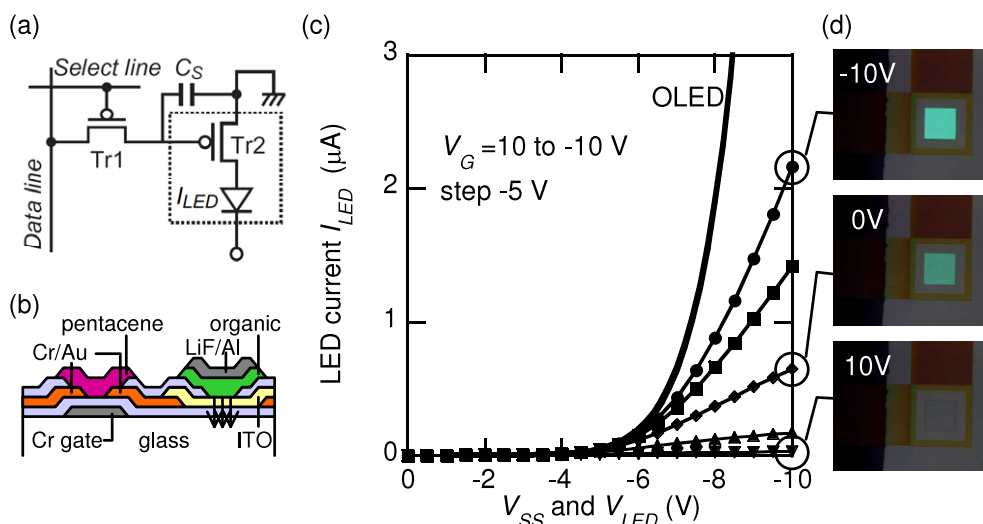 (a)
Select line
C_S
Tr1
Tr2
I_LED
Data line
(b)
pentacene
organic
Cr/Au
LiF/Al
Cr gate
glass
ITO
(c)
LED current I_LED (μA)
3
2
1
0
OLED
V_G =10 to -10 V
step -5 V
0
-2
-4
-6
-8
-10
V_SS and V_LED (V)
(d)
-10V
0V
10V